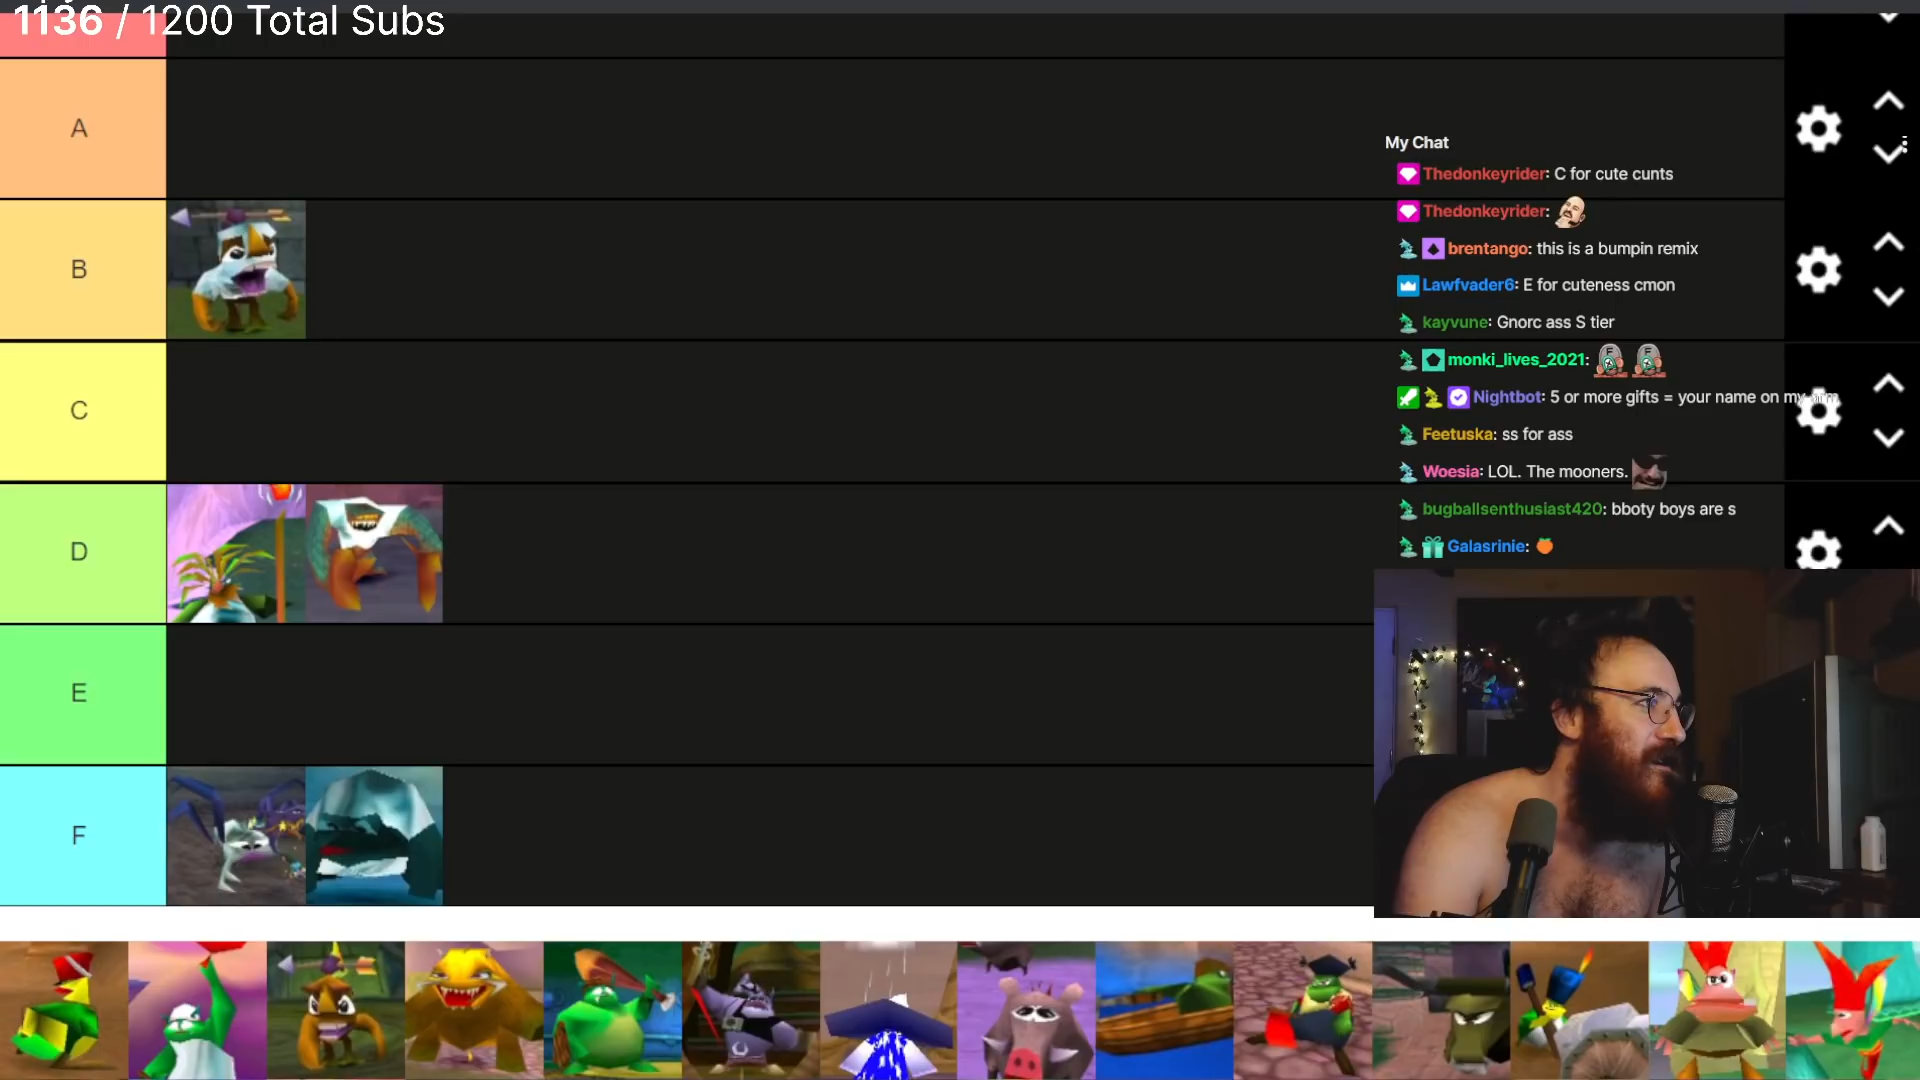 1136 / 1200 Total Subs
A
My Chat
Thedonkeyrider: C for cute cunts
Thedonkeyrider:
B
brentango: this is a bumpin remix
Lawfvader6: E for cuteness cmon
kayvune: Gnorc ass S tier
monki_lives_2021:
C
Nightbot: 5 or more gifts = your name on my
Feetuska: ss for ass
Woesia: LOL. The mooners.
bugballsenthusiast420: bboty boys are s
D
Galasrinie:
E
F